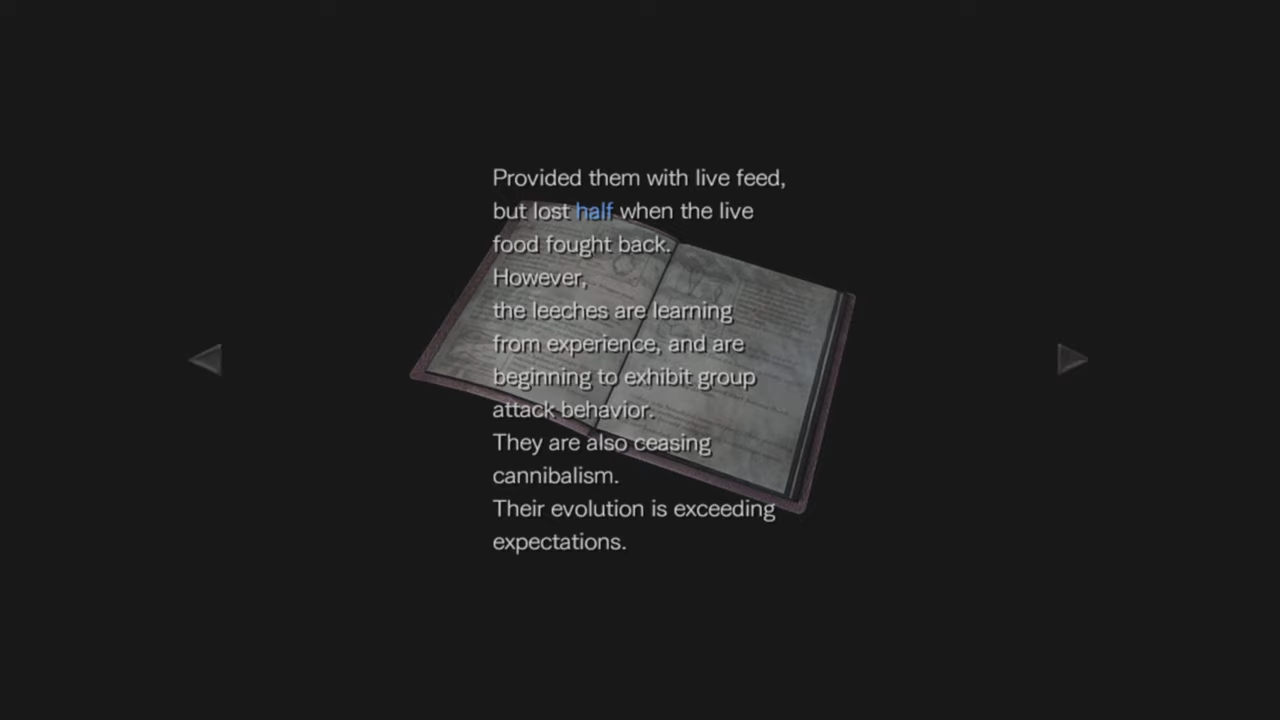 Provided them with live feed,
but lost half when the live
food fought back.
However,
the leeches are learning
from experience, and are
beginning to exhibit group
attack behavior.
They are also ceasing
cannibalism.
Their evolution is exceeding
expectations.